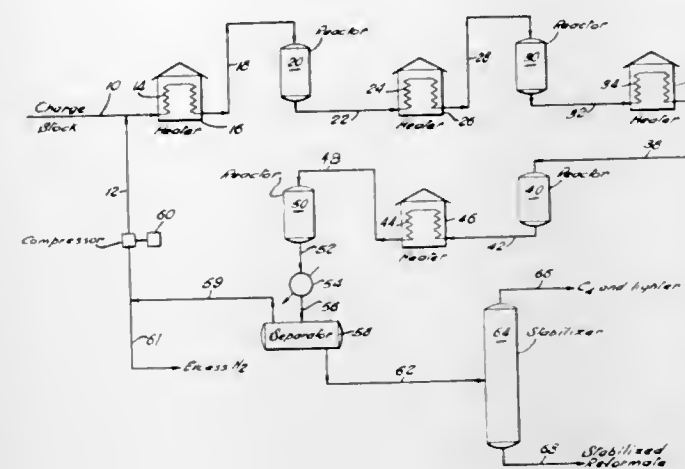 Reactor
Reactor
10
14
18
20
24
28
30
34
Charge
Stock
Heater
16
22
Heater
26
32
Heater
12
Reactor
48
38
60
50
44
46
40
Reactor
Compressor
52
Heater
42
59
54
56
Separator
58
C4 and lighter
64
Stabilizer
61
Excess H2
62
Stabilized
Reformate